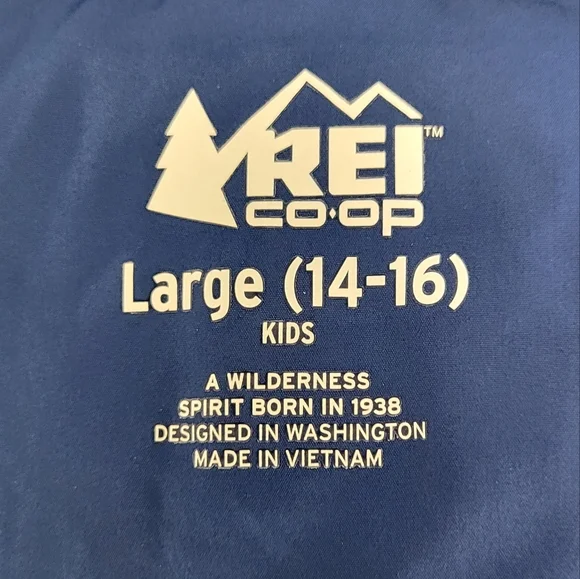 REI™
CO·OP
Large (14-16)
KIDS
A WILDERNESS
SPIRIT BORN IN 1938
DESIGNED IN WASHINGTON
MADE IN VIETNAM